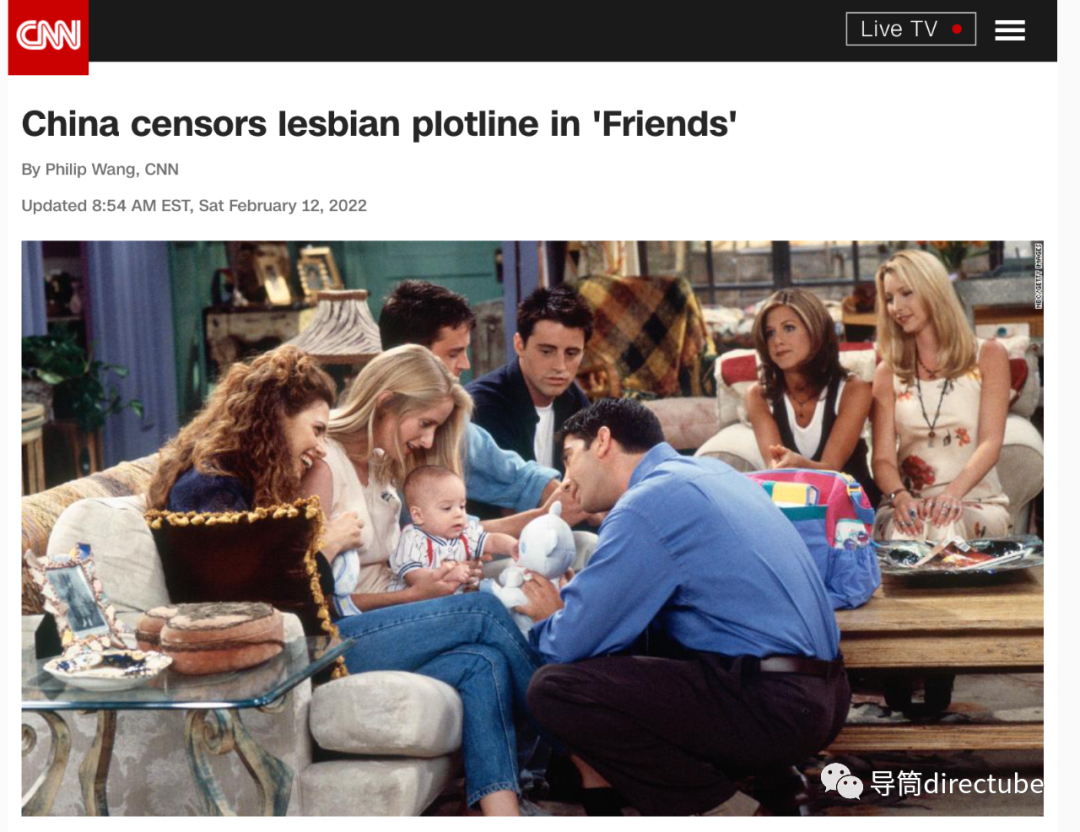 CNN
Live TV
China censors lesbian plotline in 'Friends'
By Philip Wang, CNN
Updated 8:54 AM EST, Sat February 12, 2022
NBC/GETTY IMAGES
导筒directube